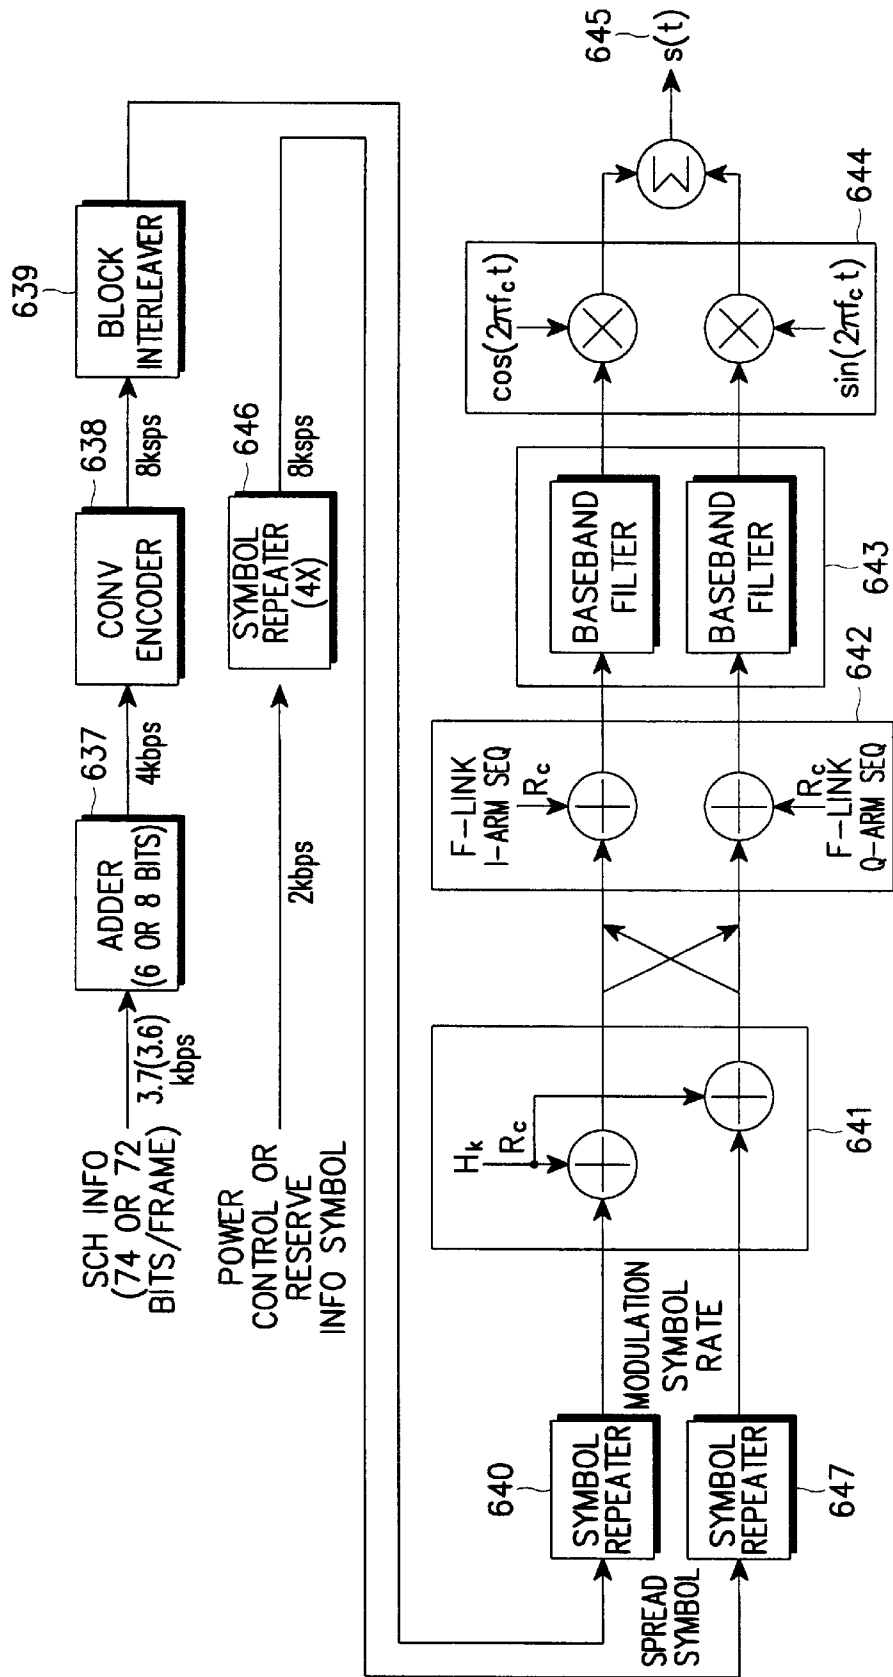 SCH INFO
(74 OR 72
BITS/FRAME)
3.7(3.6)
kbps
637
ADDER
(6 OR 8 BITS)
4kbps
638
CONV
ENCODER
8ksps
639
BLOCK
INTERLEAVER
POWER
CONTROL OR
RESERVE
INFO SYMBOL
2kbps
646
SYMBOL
REPEATER
(4X)
8ksps
640
SYMBOL
REPEATER
SPREAD
SYMBOL
SYMBOL
REPEATER
647
MODULATION
SYMBOL
RATE
Hk
Rc
641
F-LINK
I-ARM SEQ
Rc
Rc
F-LINK
Q-ARM SEQ
642
BASEBAND
FILTER
BASEBAND
FILTER
643
cos(2πfc t)
sin(2πfc t)
644
Σ
645
s(t)